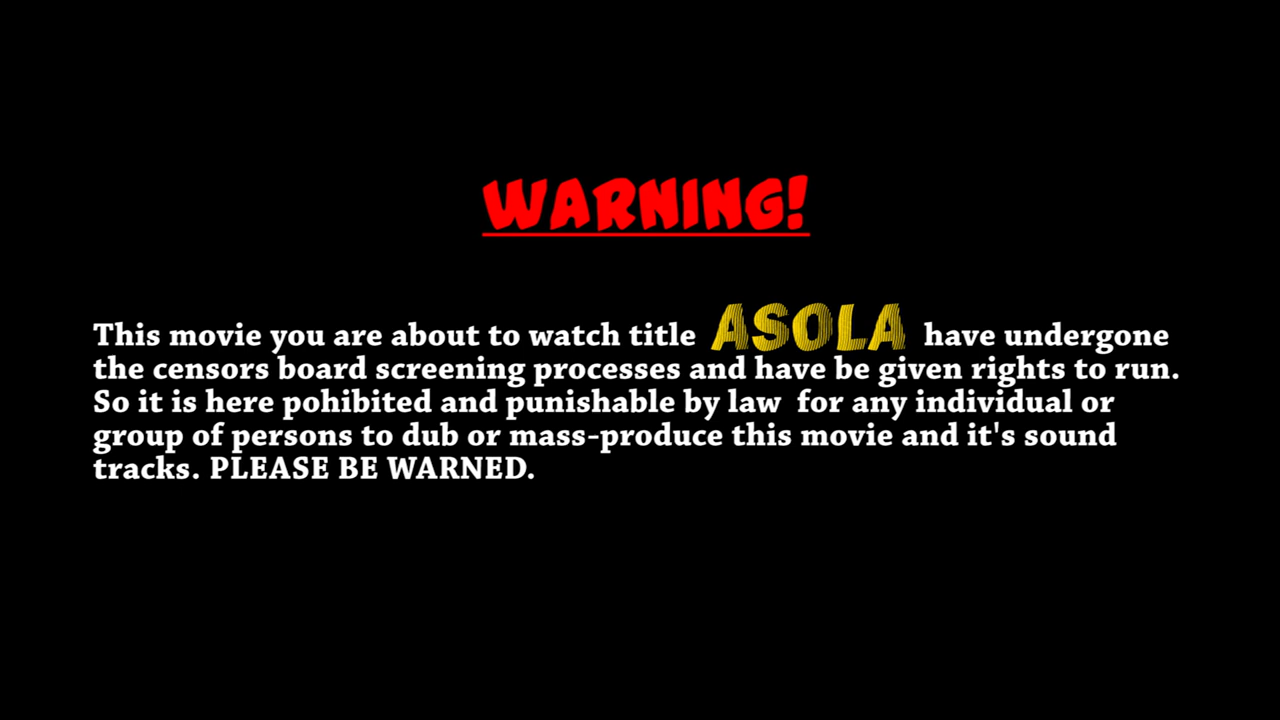 WARNING!
This movie you are about to watch title ASOLA have undergone
the censors board screening processes and have be given rights to run.
So it is here pohibited and punishable by law for any individual or
group of persons to dub or mass-produce this movie and it's sound
tracks. PLEASE BE WARNED.